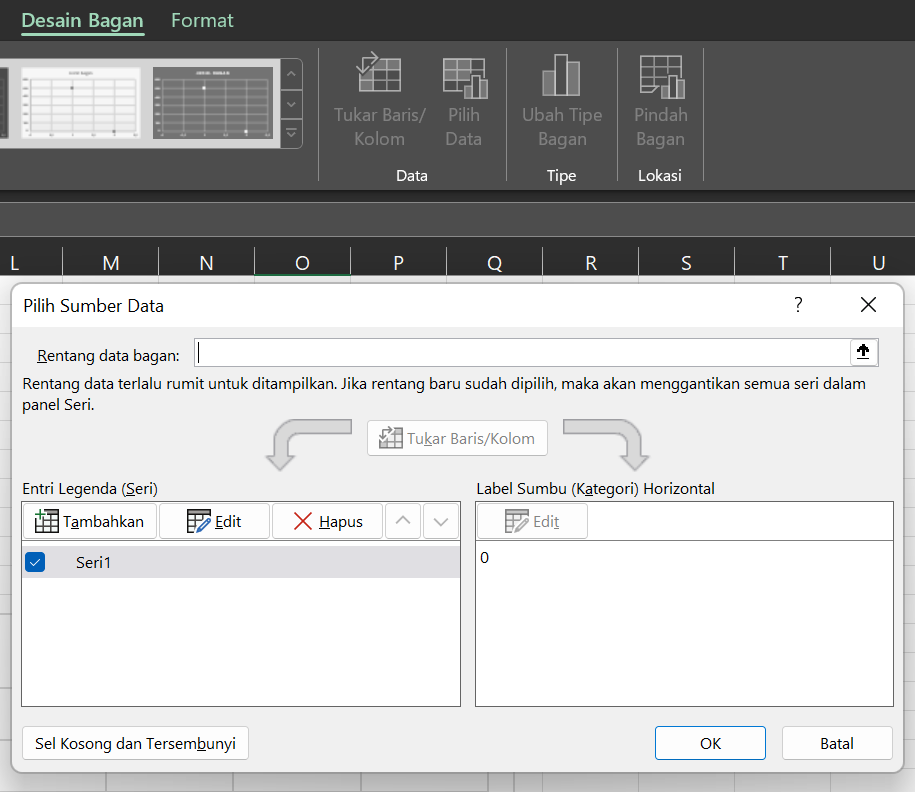 Desain Bagan Format
Tukar Baris/
Kolom
Pilih
Data
Ubah Tipe
Bagan
Pindah
Bagan
Data Tipe Lokasi
L M N O P Q R S T U
Pilih Sumber Data ?
Rentang data bagan:
Rentang data terlalu rumit untuk ditampilkan. Jika rentang baru sudah dipilih, maka akan menggantikan semua seri dalam
panel Seri.
Tukar Baris/Kolom
Entri Legenda (Seri)
Label Sumbu (Kategori) Horizontal
Tambahkan Edit Hapus
Edit
Seri1
0
Sel Kosong dan Tersembunyi
OK
Batal